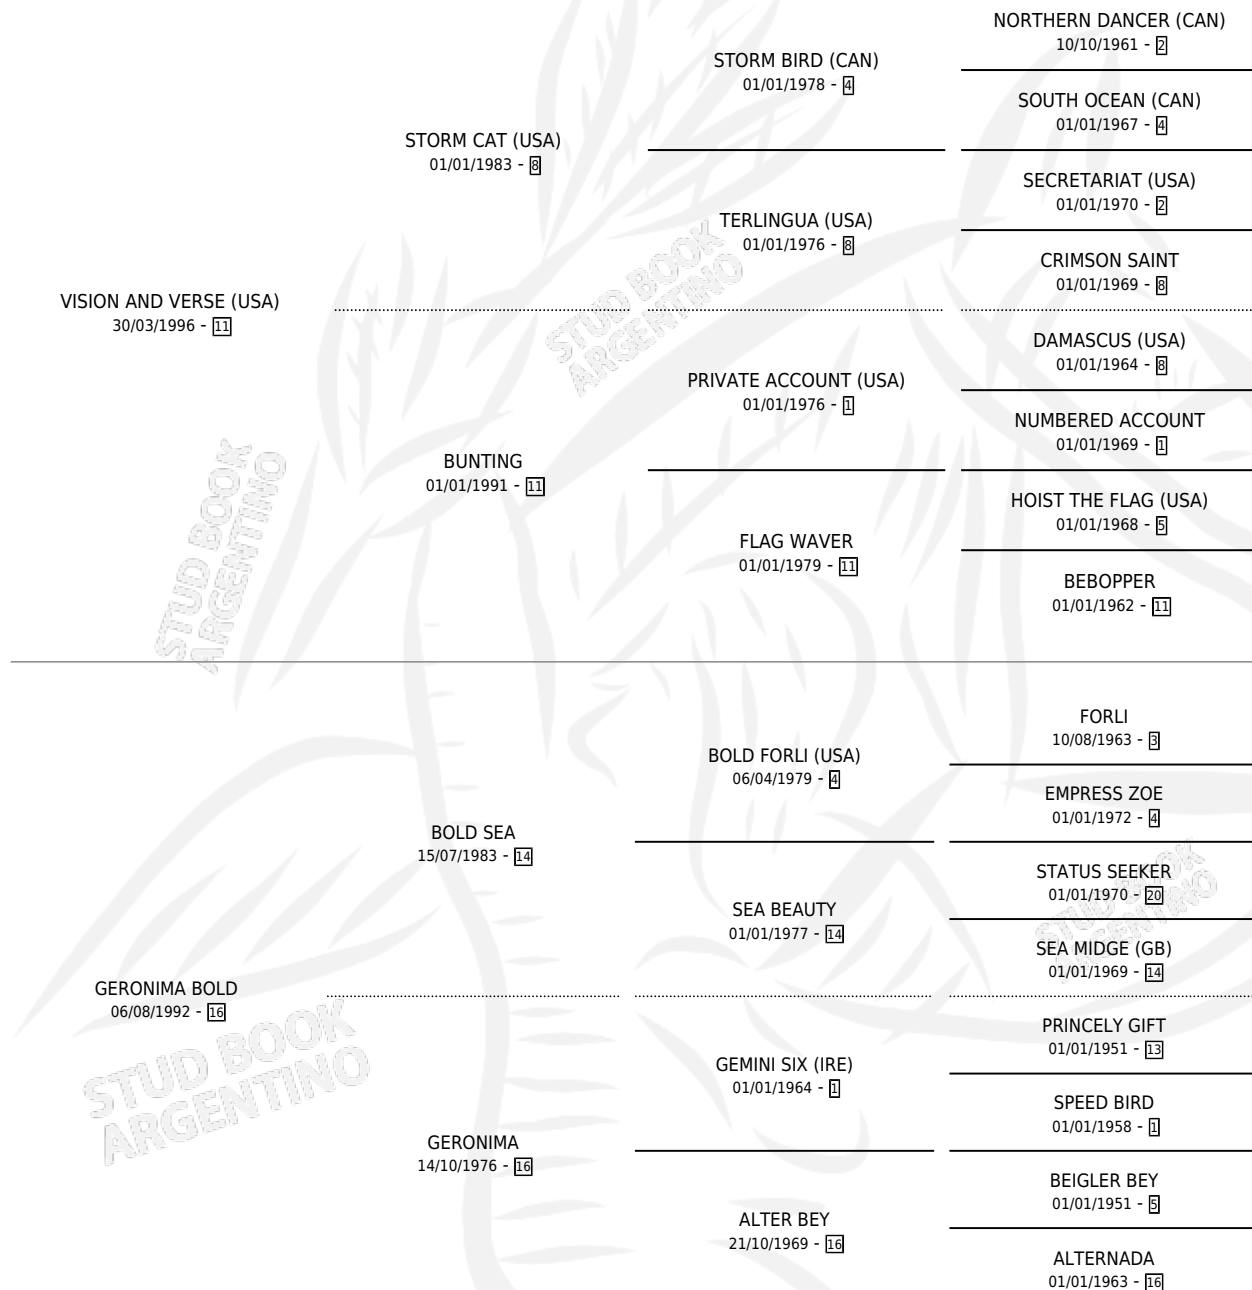 NORTHERN DANCER (CAN)
10/10/1961 - 2
STORM BIRD (CAN)
01/01/1978 - 4
SOUTH OCEAN (CAN)
01/01/1967 - 4
STORM CAT (USA)
01/01/1983 - 8
SECRETARIAT (USA)
01/01/1970 - 2
TERLINGUA (USA)
01/01/1976 - 8
CRIMSON SAINT
01/01/1969 - 8
VISION AND VERSE (USA)
30/03/1996 - 11
DAMASCUS (USA)
01/01/1964 - 8
PRIVATE ACCOUNT (USA)
01/01/1976 - 1
NUMBERED ACCOUNT
01/01/1969 - 1
BUNTING
01/01/1991 - 11
HOIST THE FLAG (USA)
01/01/1968 - 5
FLAG WAVER
01/01/1979 - 11
BEBOPPER
01/01/1962 - 11
FORLI
10/08/1963 - 3
BOLD FORLI (USA)
06/04/1979 - 4
EMPRESS ZOE
01/01/1972 - 4
BOLD SEA
15/07/1983 - 14
STATUS SEEKER
01/01/1970 - 20
SEA BEAUTY
01/01/1977 - 14
SEA MIDGE (GB)
01/01/1969 - 14
GERONIMA BOLD
06/08/1992 - 16
PRINCELY GIFT
01/01/1951 - 13
GEMINI SIX (IRE)
01/01/1964 - 1
SPEED BIRD
01/01/1958 - 1
GERONIMA
14/10/1976 - 16
BEIGLER BEY
01/01/1951 - 5
ALTER BEY
21/10/1969 - 16
ALTERNADA
01/01/1963 - 16
STUD BOOK
ARGENTINO
STUD BOOK
ARGENTINO
STUD BOOK
ARGENTINO
STUD BOOK
ARGENTINO